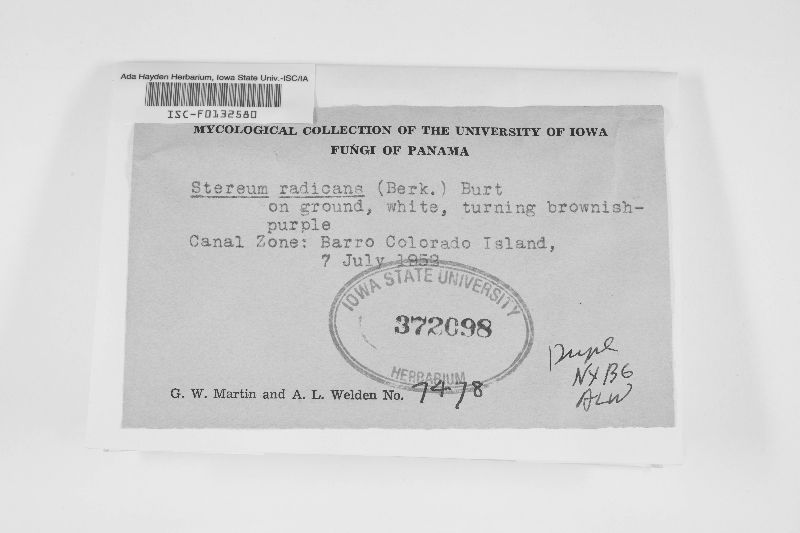 Ada Hayden Herbarium, Iowa State Univ.-ISC/IA
ISC-F0132580
MYCOLOGICAL COLLECTION OF THE UNIVERSITY OF IOWA
FUNGI OF PANAMA
Stereum radicans (Berk.) Burt
on ground, white, turning brownish-
purple
Canal Zone: Barro Colorado Island,
7 July 1952
IOWA STATE UNIVERSITY
372098
HERBARIUM
G. W. Martin and A. L. Welden No. 7478
Dupl
NYBG
ALW